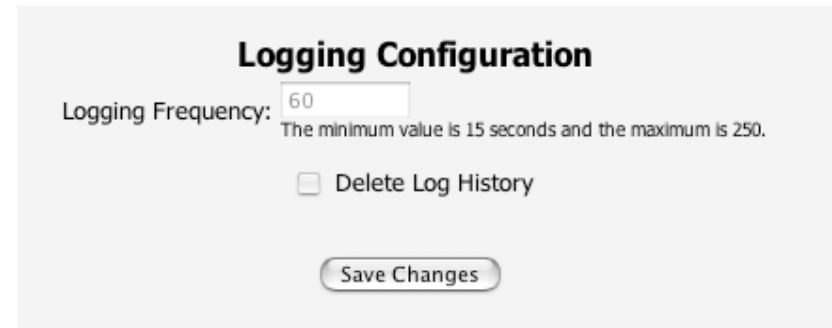 Logging Configuration
Logging Frequency: 60
The minimum value is 15 seconds and the maximum is 250.
Delete Log History
Save Changes